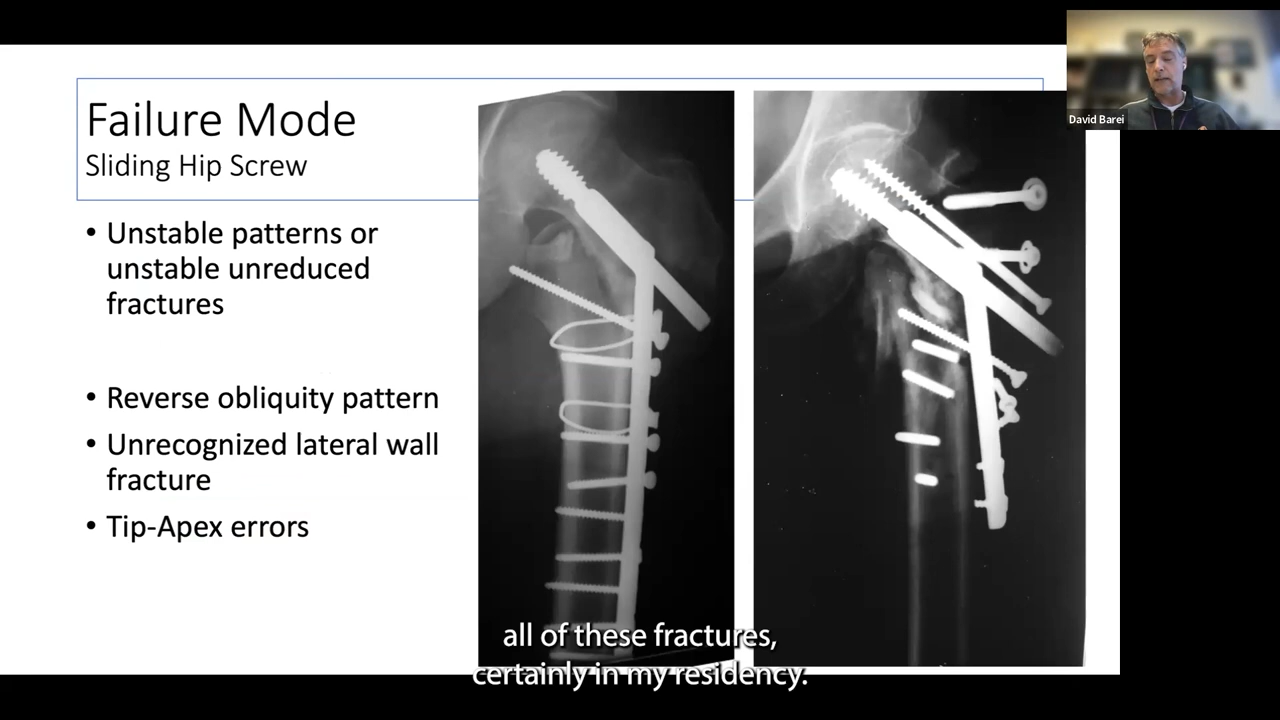 David Barei
Failure Mode
Sliding Hip Screw
• Unstable patterns or
unstable unreduced
fractures
• Reverse obliquity pattern
• Unrecognized lateral wall
fracture
• Tip-Apex errors
all of these fractures,
certainly in my residency.